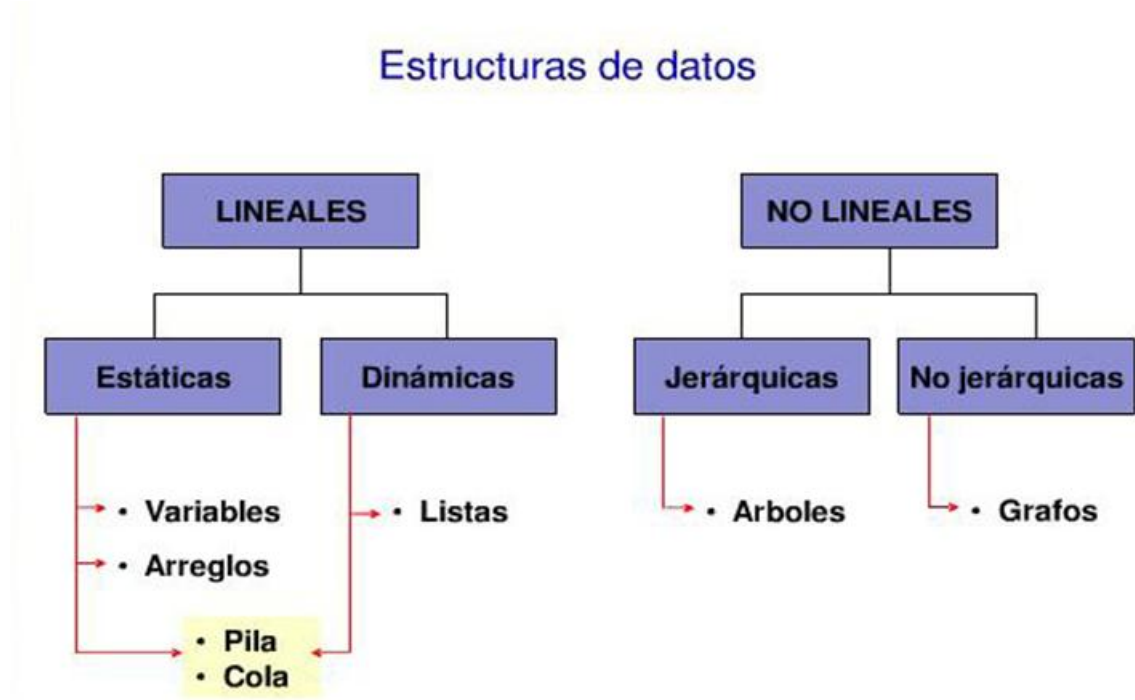 Estructuras de datos
LINEALES
NO LINEALES
Estáticas
Dinámicas
Jerárquicas
No jerárquicas
• Variables
• Listas
• Arboles
• Grafos
• Arreglos
• Pila
• Cola